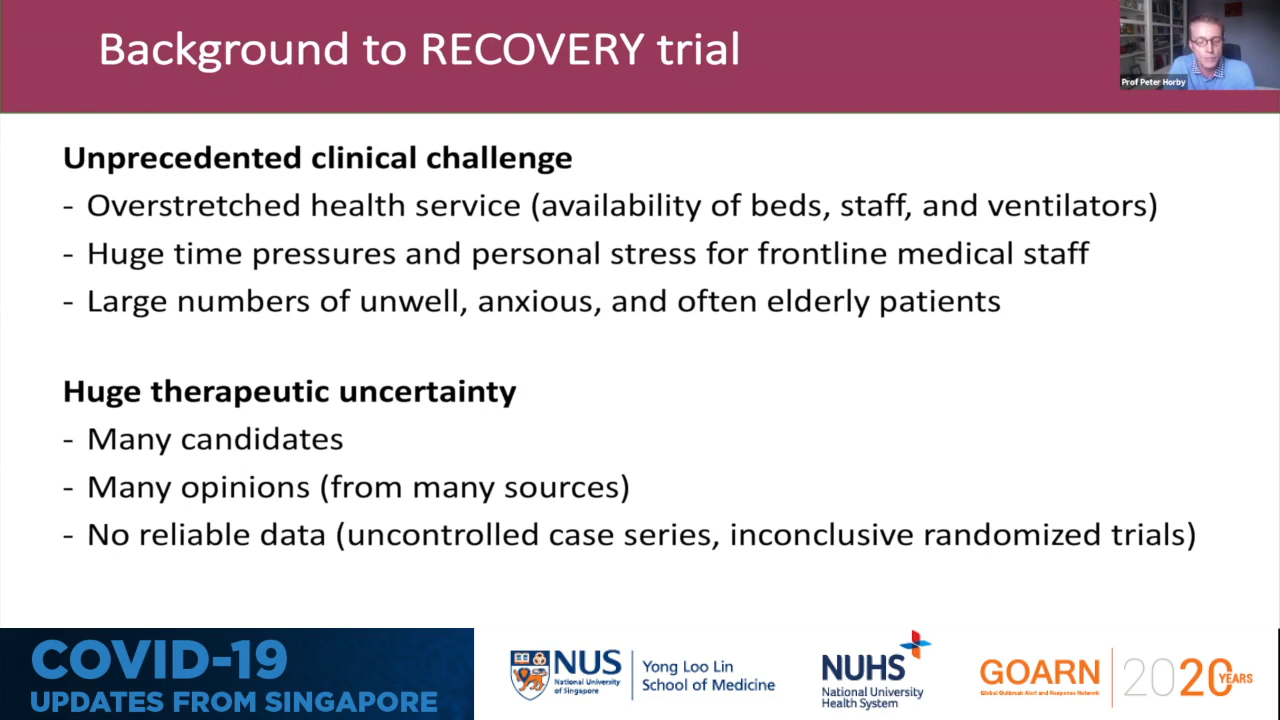 Background to RECOVERY trial
Prof Peter Horby
Unprecedented clinical challenge
- Overstretched health service (availability of beds, staff, and ventilators)
- Huge time pressures and personal stress for frontline medical staff
- Large numbers of unwell, anxious, and often elderly patients
Huge therapeutic uncertainty
- Many candidates
- Many opinions (from many sources)
- No reliable data (uncontrolled case series, inconclusive randomized trials)
COVID-19
UPDATES FROM SINGAPORE
NUS
National University
of Singapore
Yong Loo Lin
School of Medicine
NUHS
National University
Health System
GOARN
Global Outbreak Alert and Response Network
2020 YEARS